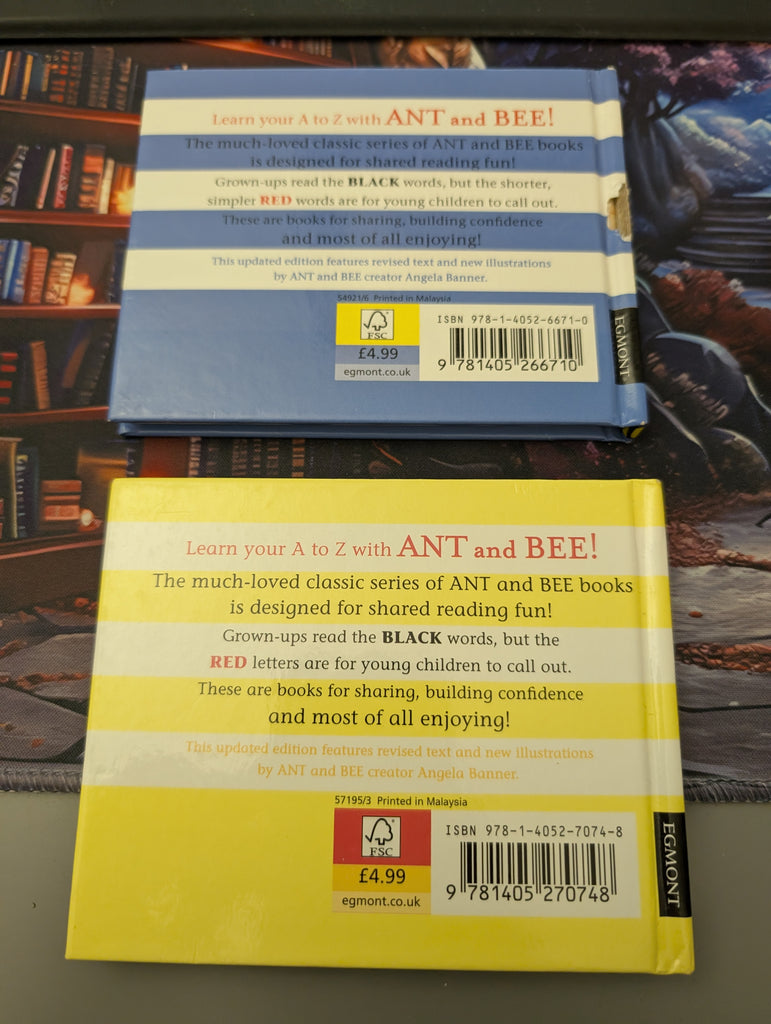 Learn your A to Z with ANT and BEE!
The much-loved classic series of ANT and BEE books
is designed for shared reading fun!
Grown-ups read the BLACK words, but the shorter,
simpler RED words are for young children to call out.
These are books for sharing, building confidence
and most of all enjoying!
This updated edition features revised text and new illustrations
by ANT and BEE creator Angela Banner.
54921/6 Printed in Malaysia
FSC
£4.99
egmont.co.uk
ISBN 978-1-4052-6671-0
9 781405 266710
EGMONT
Learn your A to Z with ANT and BEE!
The much-loved classic series of ANT and BEE books
is designed for shared reading fun!
Grown-ups read the BLACK words, but the
RED letters are for young children to call out.
These are books for sharing, building confidence
and most of all enjoying!
This updated edition features revised text and new illustrations
by ANT and BEE creator Angela Banner.
57195/3 Printed in Malaysia
FSC
£4.99
egmont.co.uk
ISBN 978-1-4052-7074-8
9 781405 270748
EGMONT